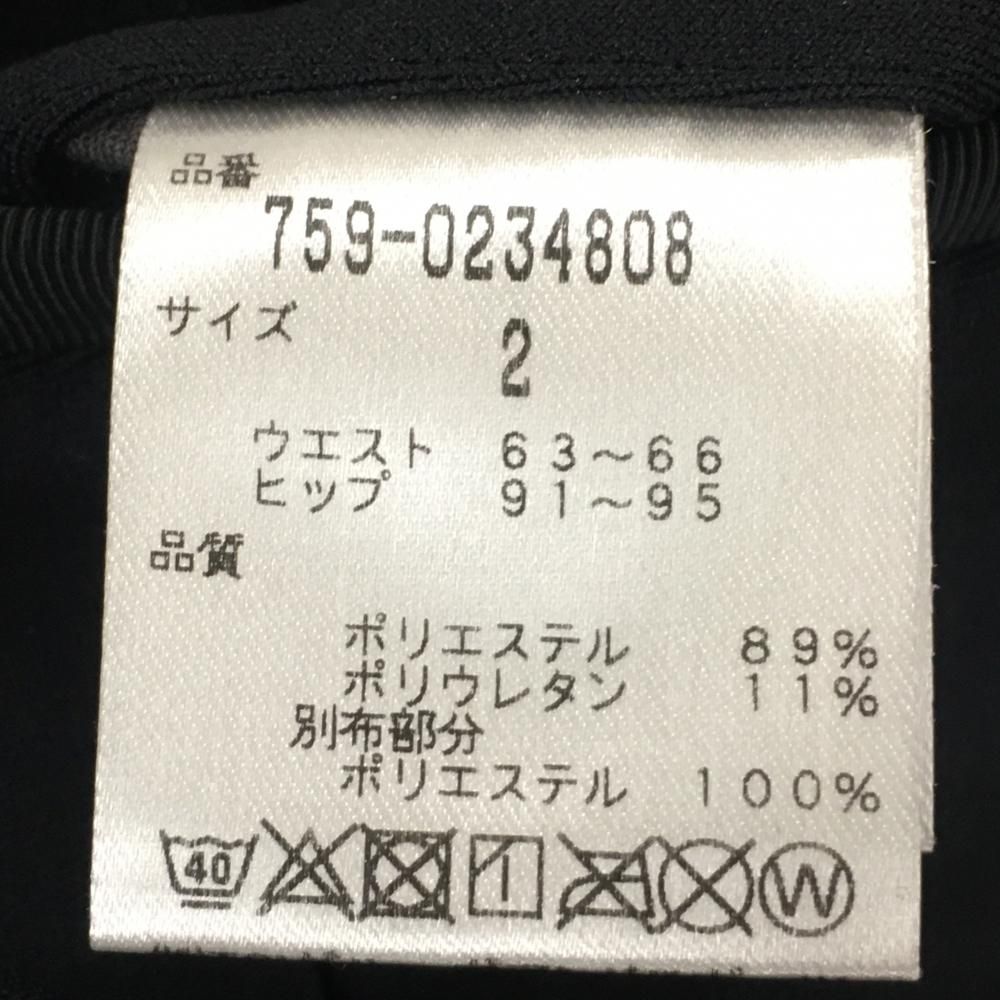 品番
759-0234808
サイズ
2
ウエスト 63～66
ヒップ 91～95
品質
ポリエステル 89%
ポリウレタン 11%
別布部分
ポリエステル 100%
40 W